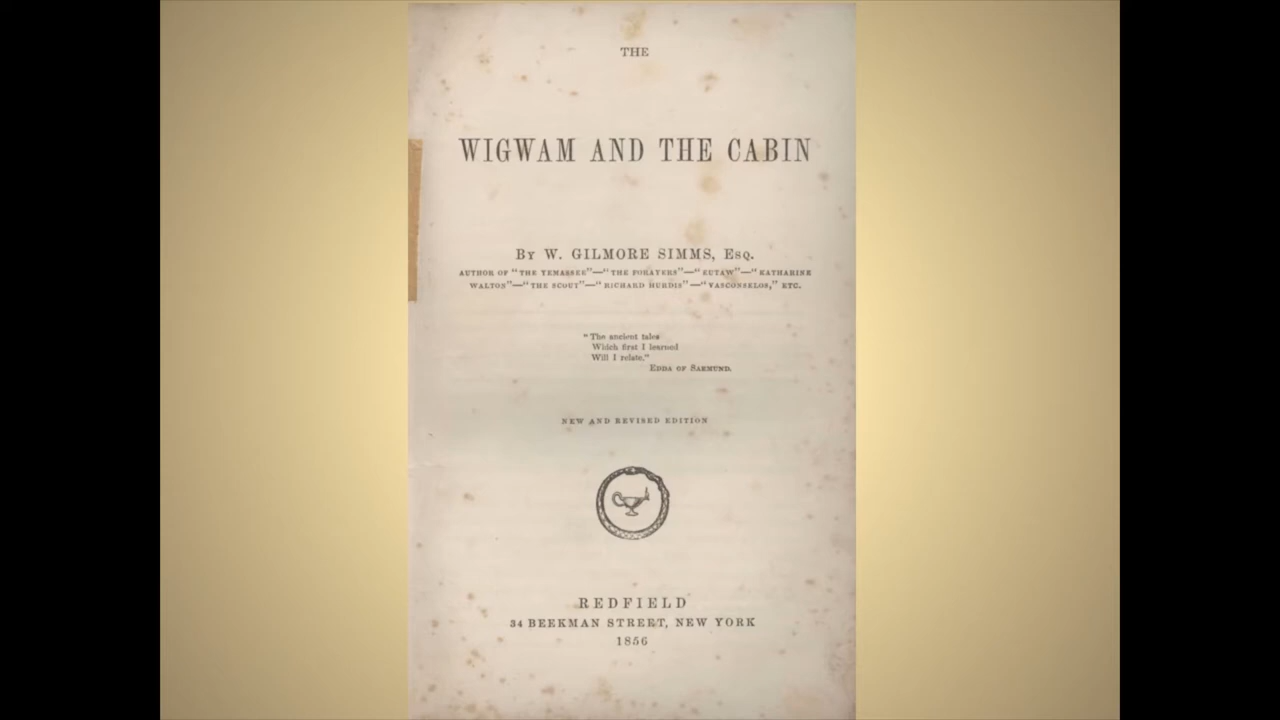 THE
WIGWAM AND THE CABIN
BY W. GILMORE SIMMS, ESQ.
AUTHOR OF "THE YEMASSEE"—"THE FORAYERS"—"EUTAW"—"KATHARINE
WALTON"—"THE SCOUT"—"RICHARD HURDIS"—"VASCONSELOS," ETC.
"The ancient tales
Which first I learned
Will I relate."
EDDA OF SAEMUND.
NEW AND REVISED EDITION
REDFIELD
34 BEEKMAN STREET, NEW YORK
1856